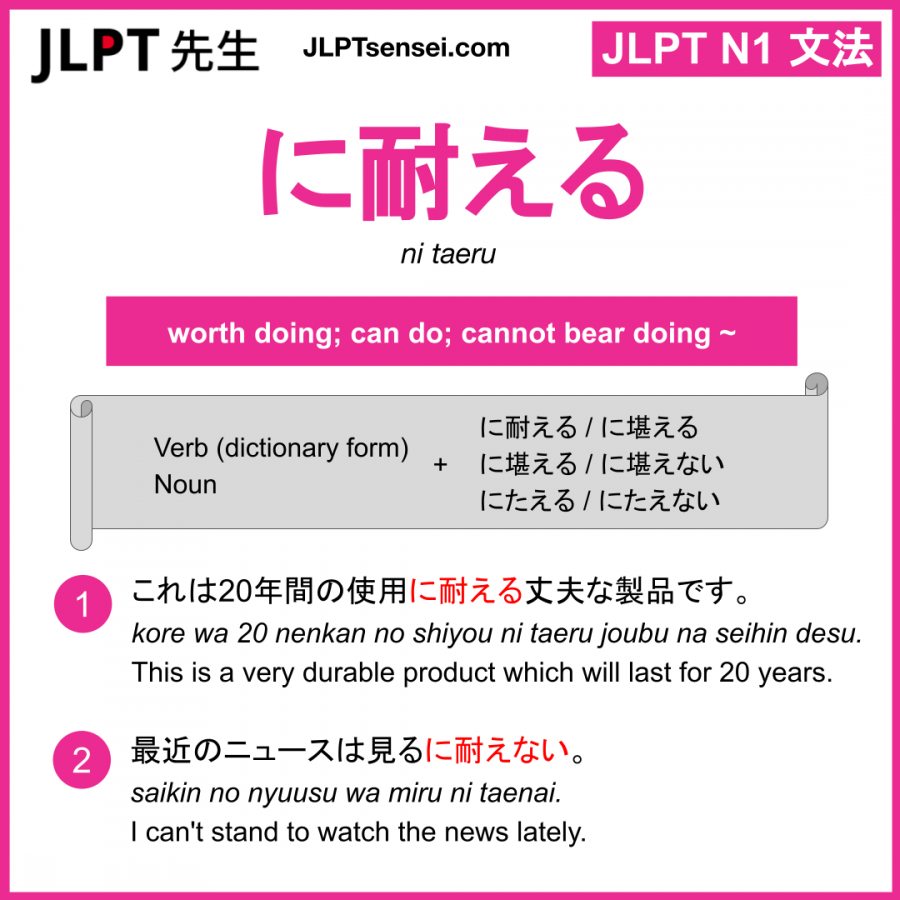 JLPT 先生
JLPTsensei.com
JLPT N1 文法
に耐える
ni taeru
worth doing; can do; cannot bear doing ~
Verb (dictionary form)
Noun
+
に耐える / に堪える
に堪える / に堪えない
にたえる / にたえない
1
これは20年間の使用に耐える丈夫な製品です。
kore wa 20 nenkan no shiyou ni taeru joubu na seihin desu.
This is a very durable product which will last for 20 years.
2
最近のニュースは見るに耐えない。
saikin no nyuusu wa miru ni taenai.
I can't stand to watch the news lately.